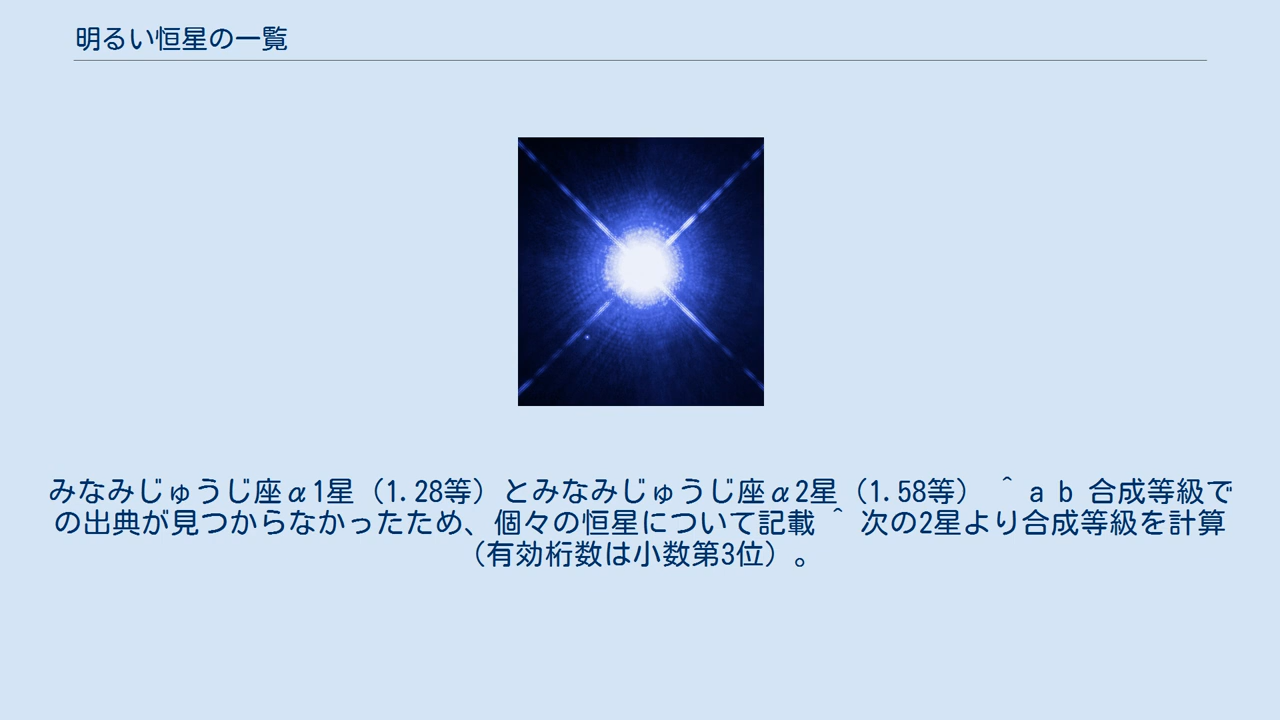 明るい恒星の一覧
みなみじゅうじ座α1星（1.28等）とみなみじゅうじ座α2星（1.58等） ^ a b 合成等級で
の出典が見つからなかったため、個々の恒星について記載 ^ 次の2星より合成等級を計算
（有効桁数は小数第3位）。